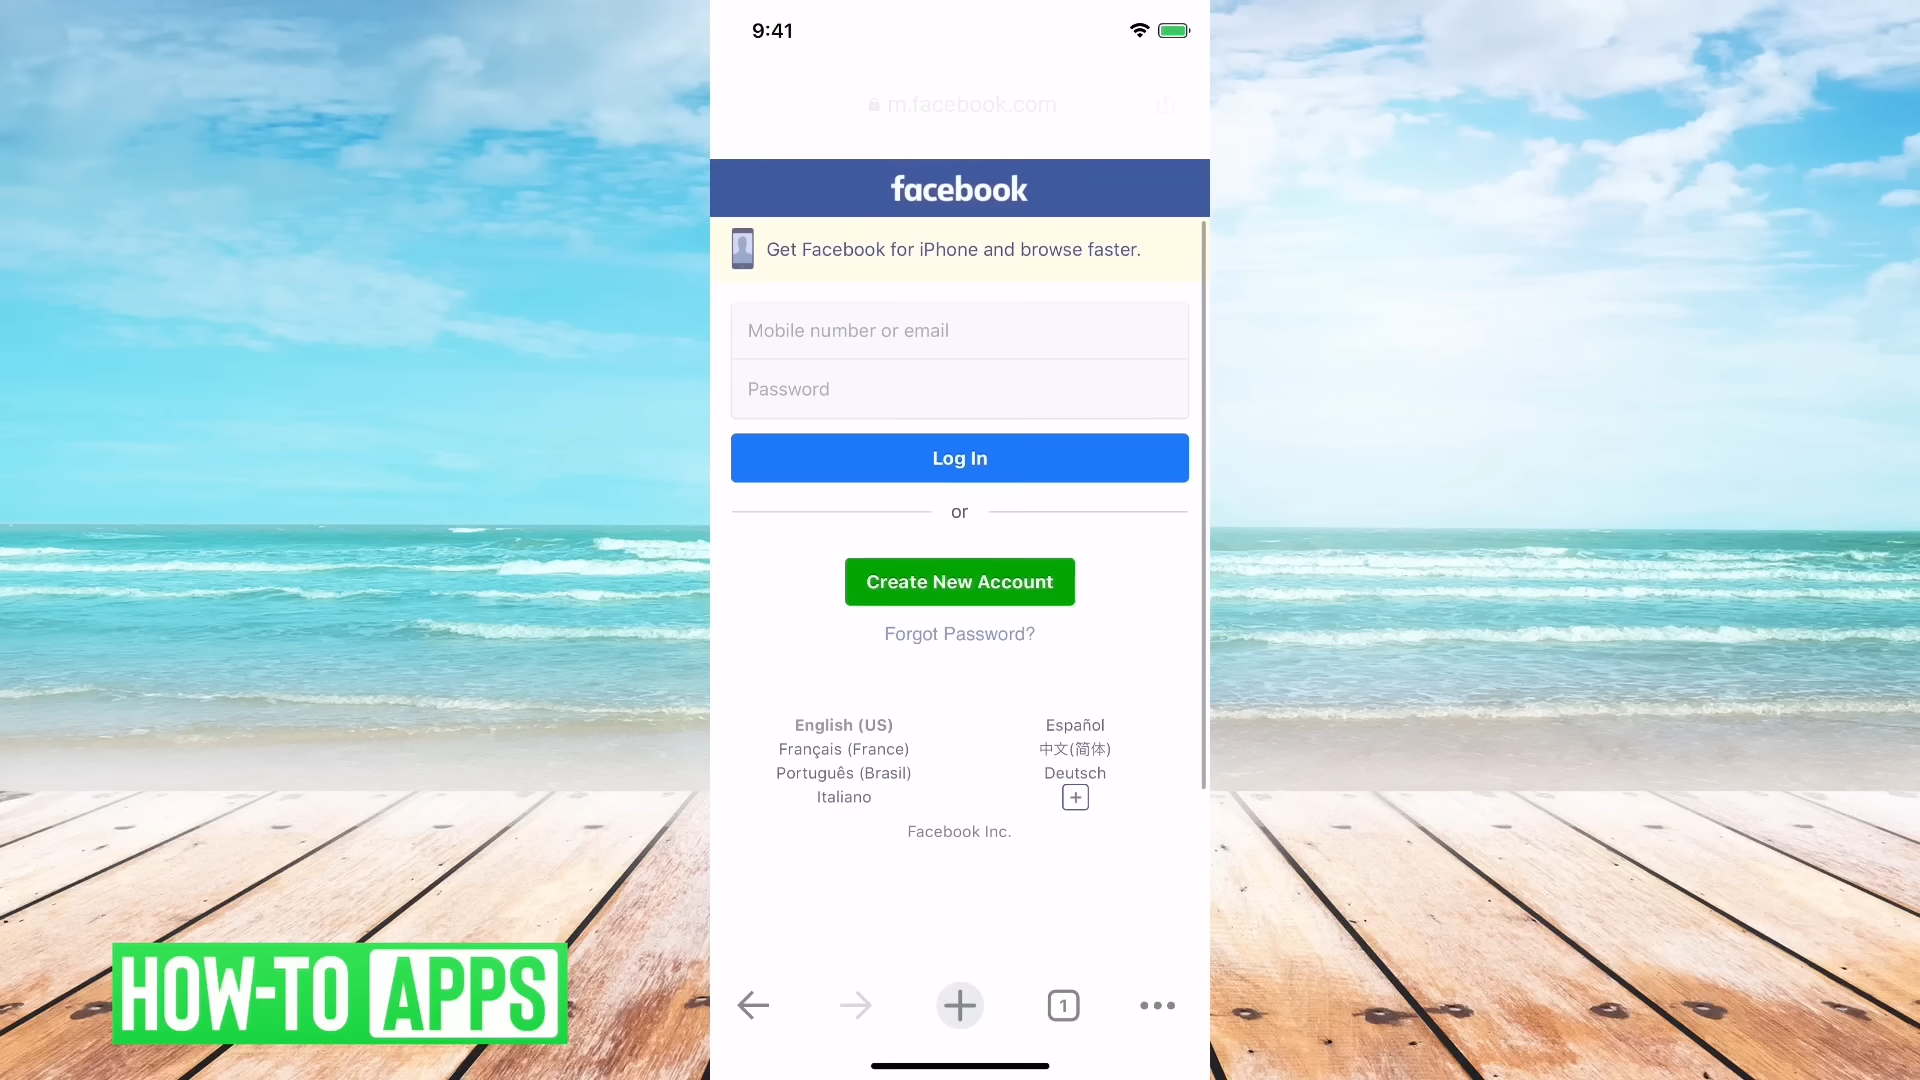 9:41
m.facebook.com
facebook
Get Facebook for iPhone and browse faster.
Mobile number or email
Password
Log In
or
Create New Account
Forgot Password?
English (US)
Español
Français (France)
中文(简体)
Português (Brasil)
Deutsch
Italiano
Facebook Inc.
1
HOW-TO APPS